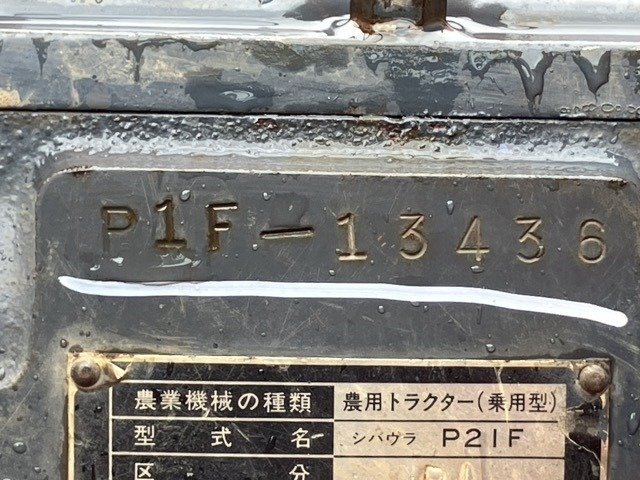 P1F-13436
農業機械の種類 農用トラクター(乗用型)
型式名 シバウラ P21F
区分